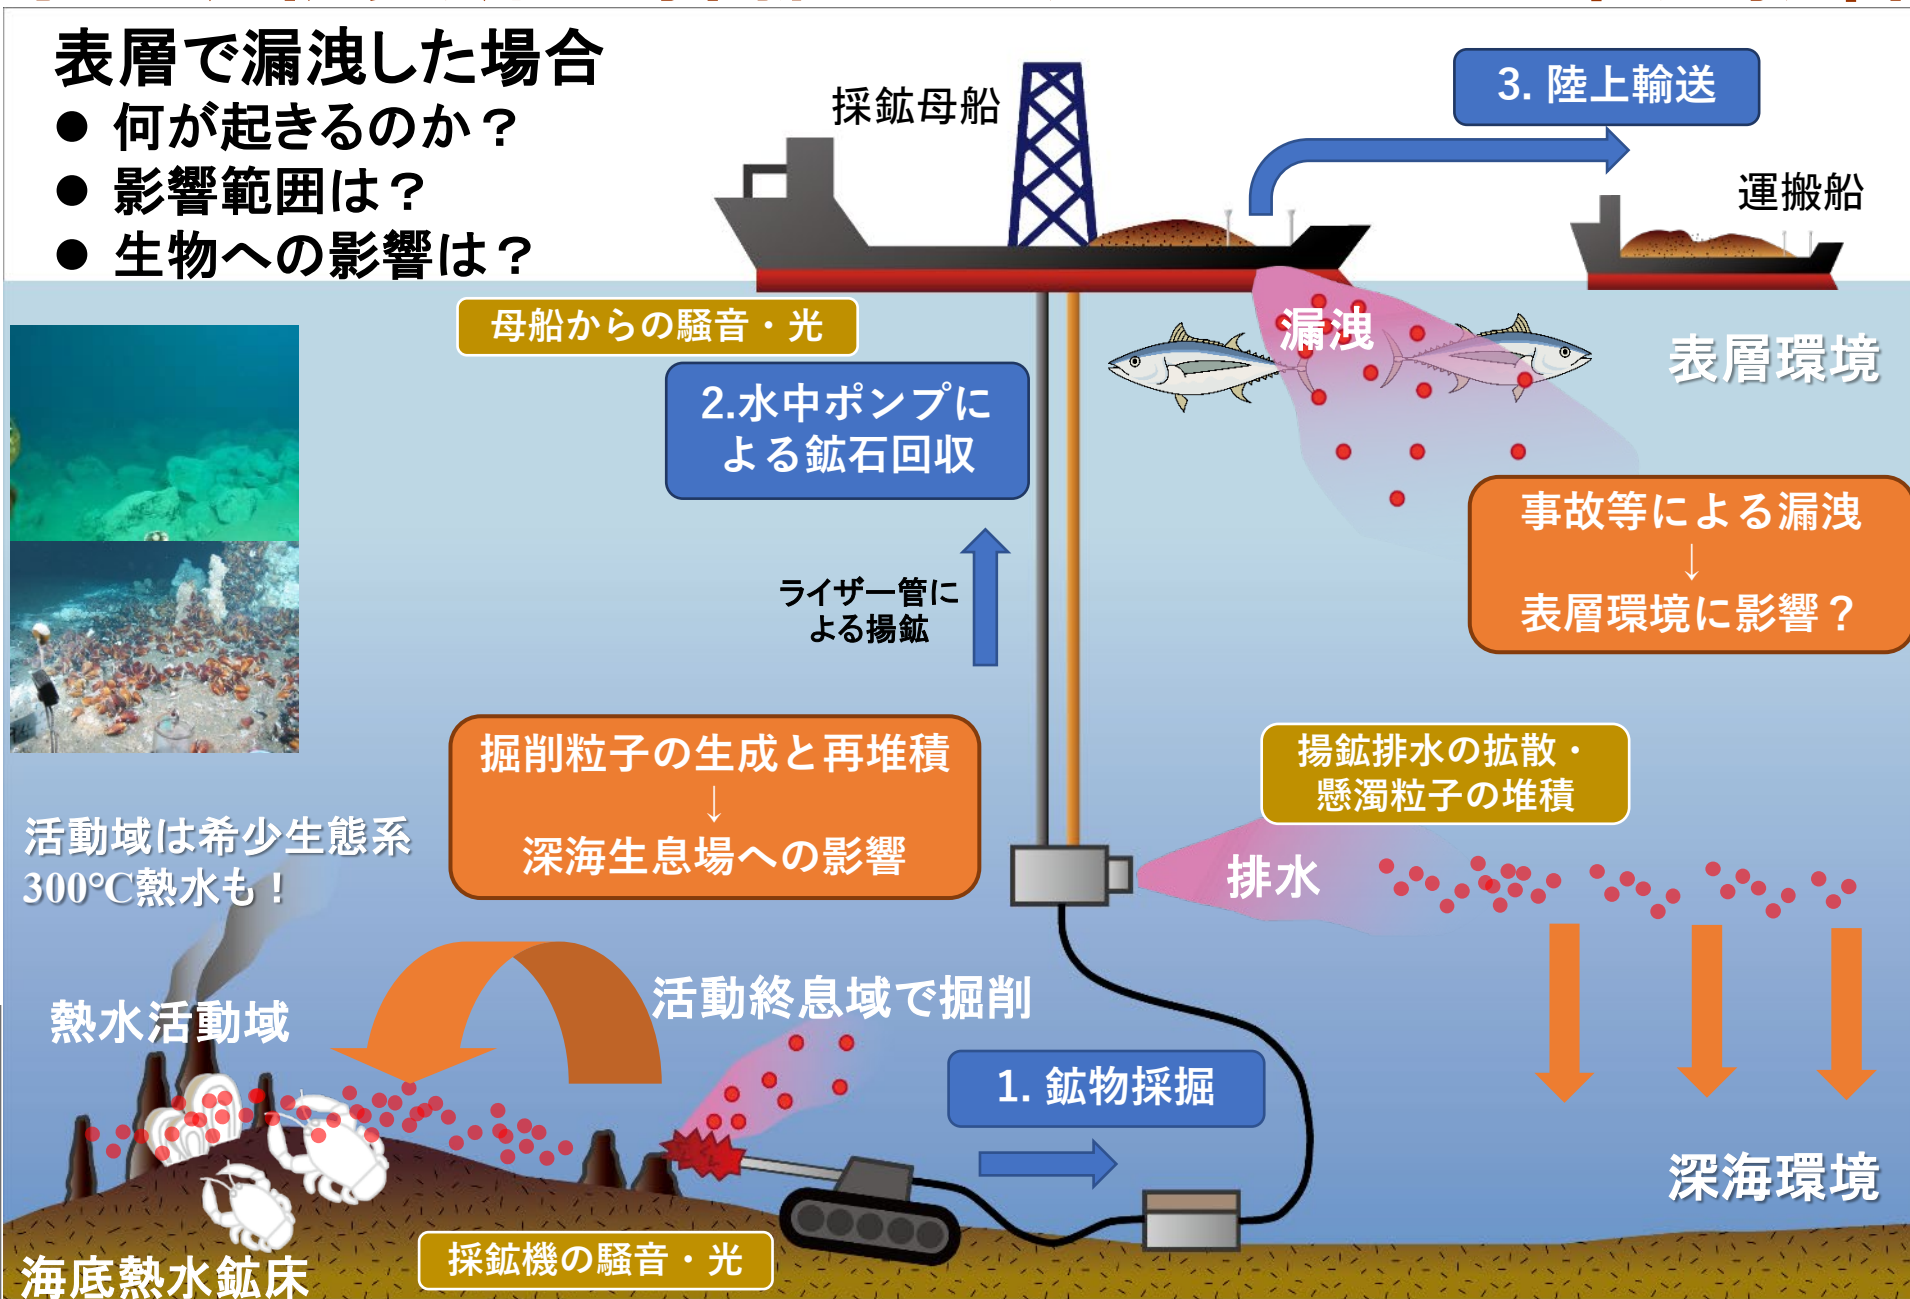 表層で漏洩した場合
● 何が起きるのか？
● 影響範囲は？
● 生物への影響は？
採鉱母船
3. 陸上輸送
運搬船
母船からの騒音・光
漏洩
表層環境
2.水中ポンプに
よる鉱石回収
事故等による漏洩
↓
表層環境に影響？
ライザー管に
よる揚鉱
掘削粒子の生成と再堆積
↓
深海生息場への影響
揚鉱排水の拡散・
懸濁粒子の堆積
活動域は希少生態系
300℃熱水も！
排水
熱水活動域
活動終息域で掘削
1. 鉱物採掘
深海環境
採鉱機の騒音・光
海底熱水鉱床